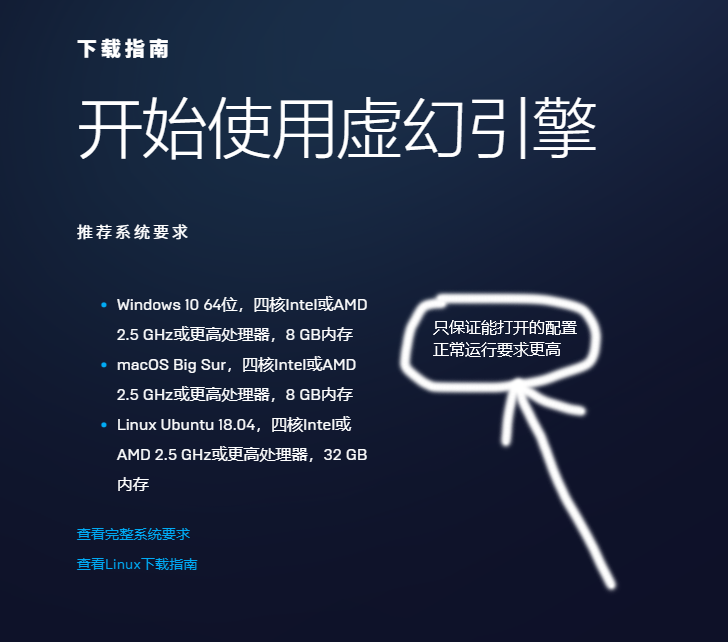 下载指南
开始使用虚幻引擎
推荐系统要求
Windows 10 64位，四核Intel或AMD
2.5 GHz或更高处理器，8 GB内存
macOS Big Sur，四核Intel或AMD
2.5 GHz或更高处理器，8 GB内存
Linux Ubuntu 18.04，四核Intel或
AMD 2.5 GHz或更高处理器，32 GB
内存
只保证能打开的配置
正常运行要求更高
查看完整系统要求
查看Linux下载指南